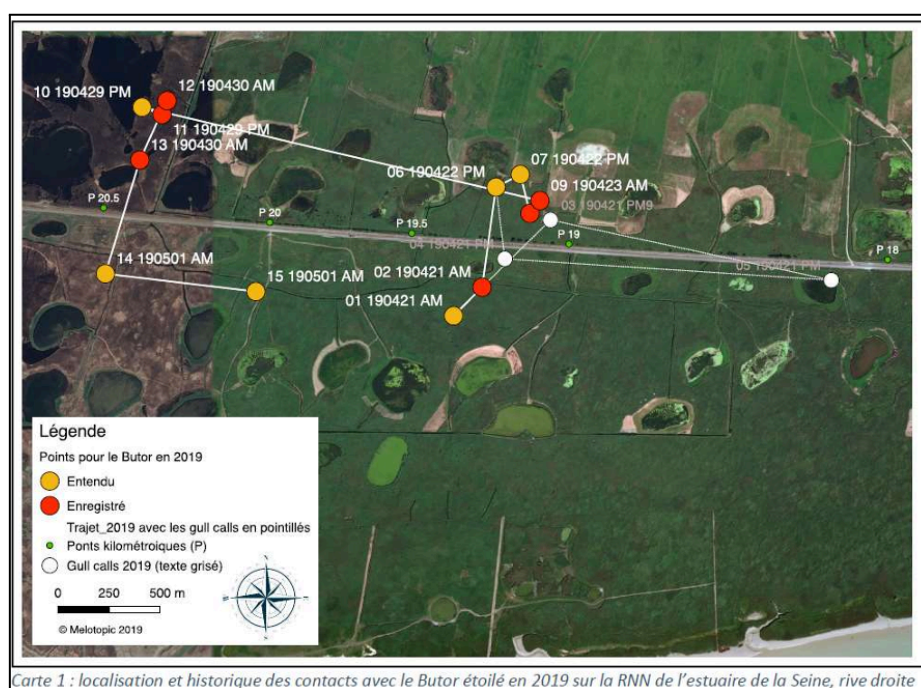 10 190429 PM
12 190430 AM
11 190429 PM
13 190430 AM
07 190422 PM
06 190422 PM
09 190423 AM
03 190421 PM9
P 20.5
P 20
P 19.5
P 19
P 18
04 190421 PM
05 190421 PM
14 190501 AM
02 190421 AM
15 190501 AM
01 190421 AM
Légende
Points pour le Butor en 2019
Entendu
Enregistré
Trajet_2019 avec les gull calls en pointillés
Ponts kilométroiques (P)
Gull calls 2019 (texte grisé)
0 250 500 m
© Melotopic 2019
Carte 1 : localisation et historique des contacts avec le Butor étoilé en 2019 sur la RNN de l'estuaire de la Seine, rive droite